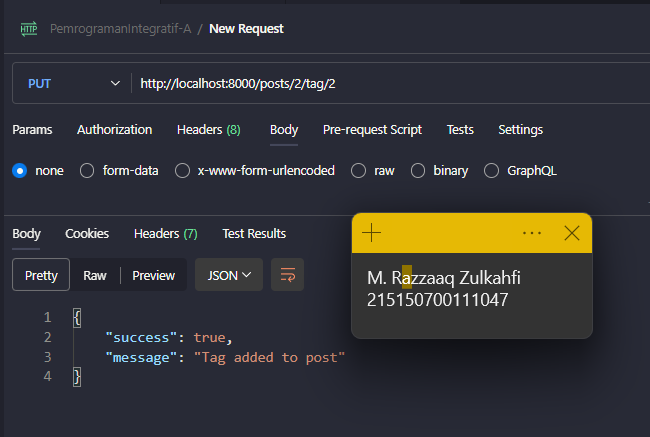 HTTP PemrogramanIntegratif-A / New Request
PUT http://localhost:8000/posts/2/tag/2
Params Authorization Headers (8) Body Pre-request Script Tests Settings
none form-data x-www-form-urlencoded raw binary GraphQL
Body Cookies Headers (7) Test Results
Pretty Raw Preview JSON
M. Razzaaq Zulkahfi
215150700111047
1 {
2 "success": true,
3 "message": "Tag added to post"
4 }